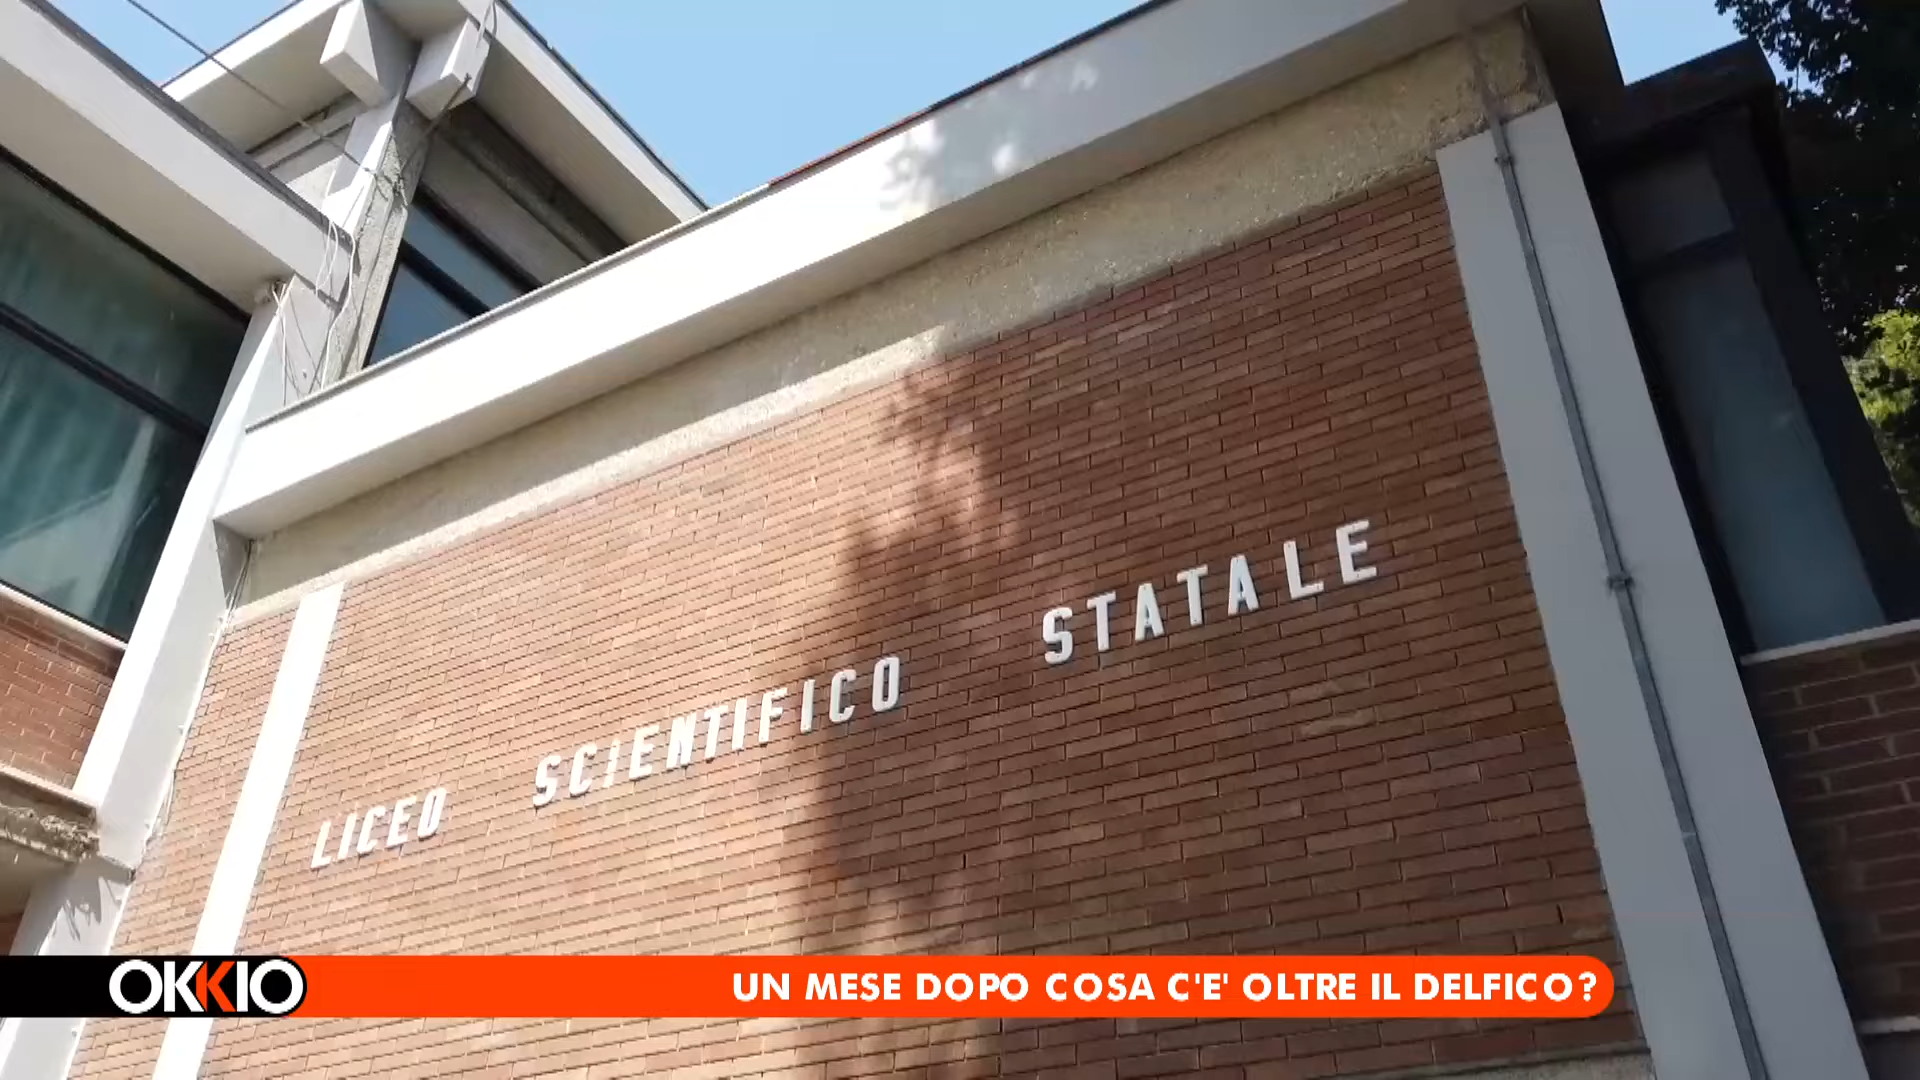 LICEO SCIENTIFICO STATALE
OKKIO
UN MESE DOPO COSA C'E' OLTRE IL DELFICO?